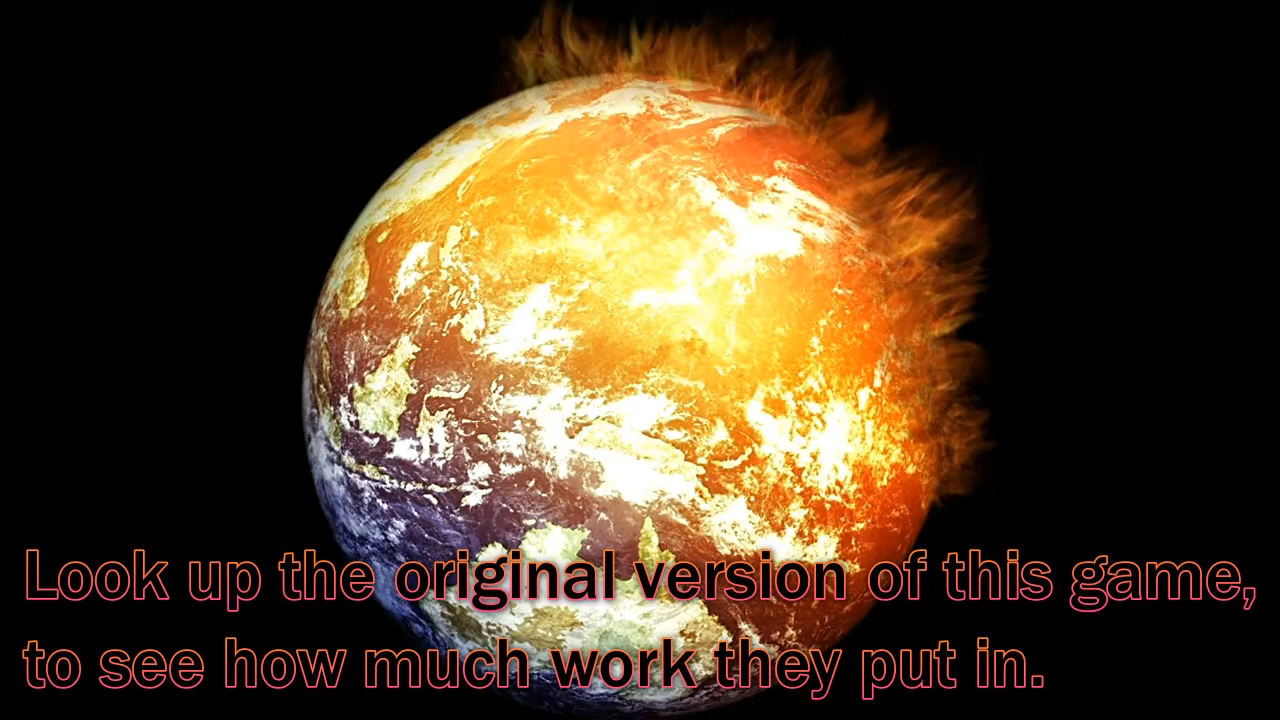 Look up the original version of this game,
to see how much work they put in.